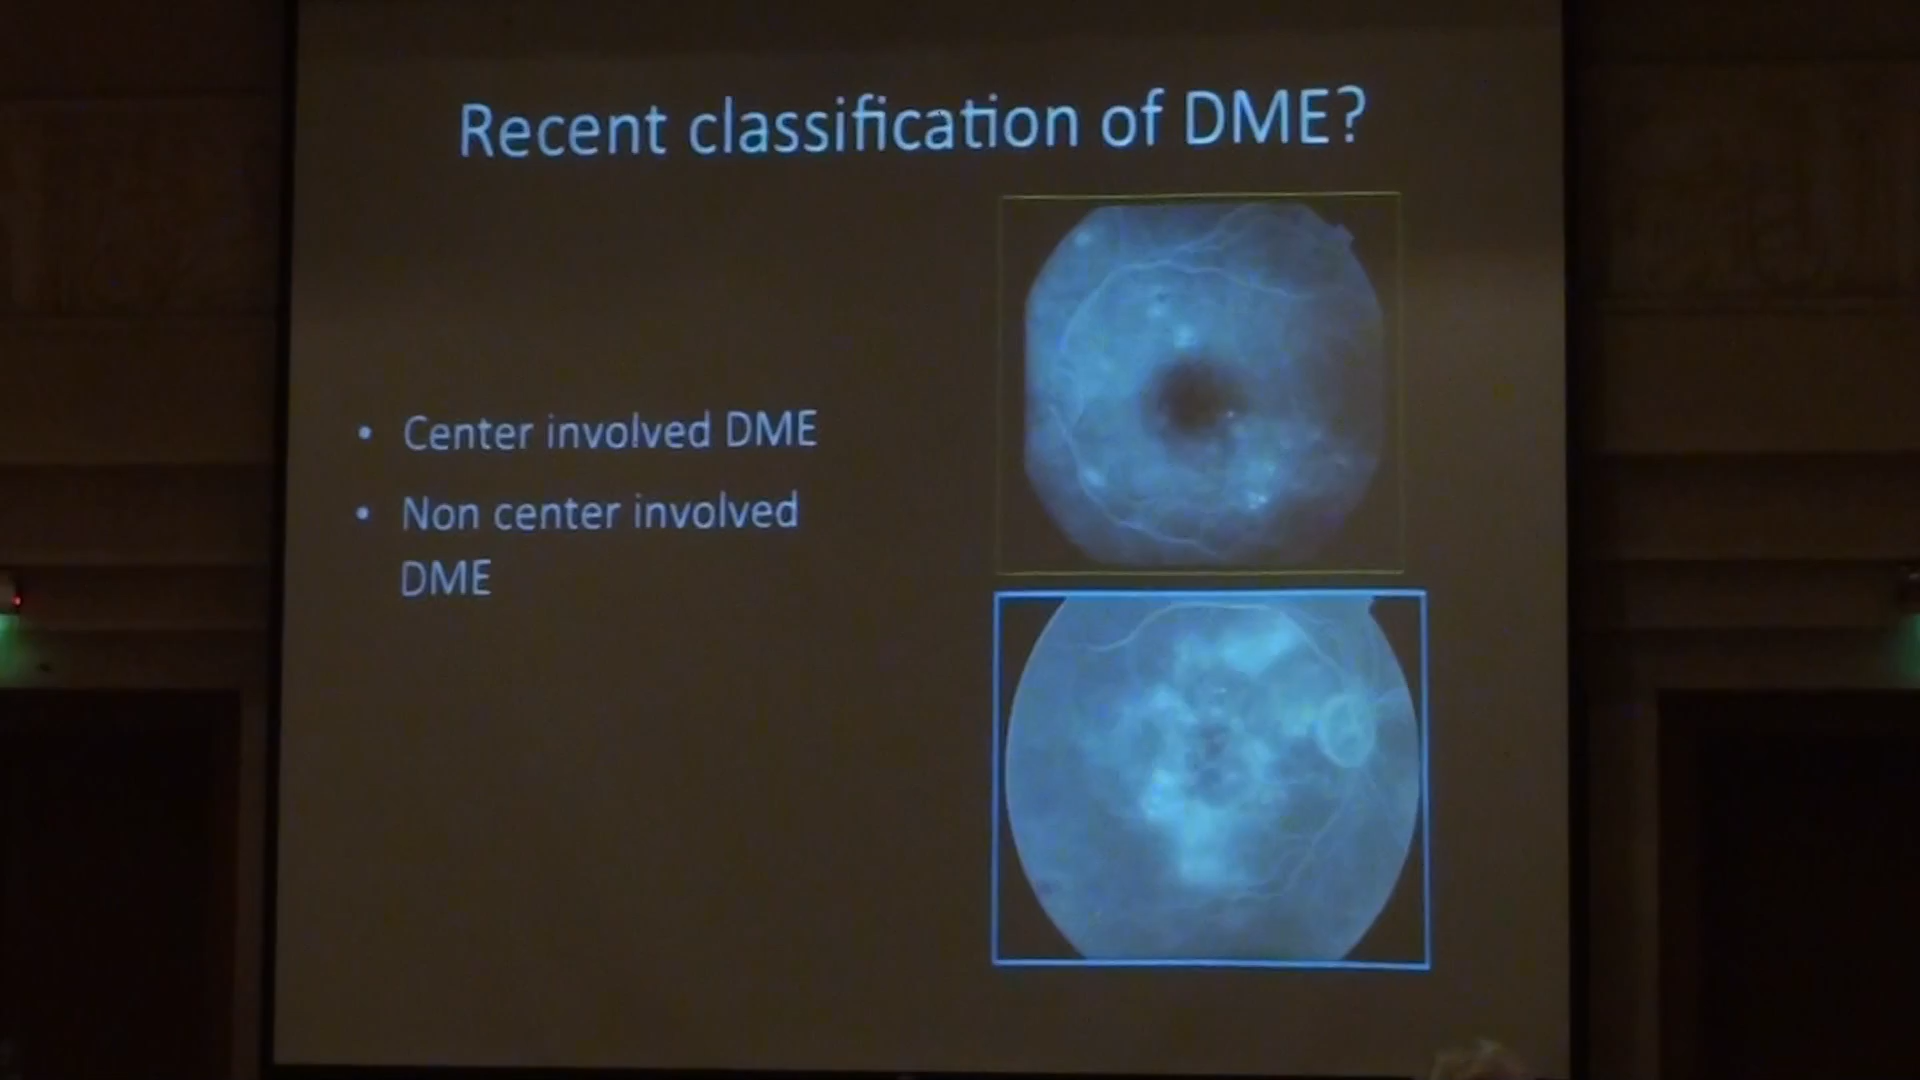 Recent classification of DME?
• Center involved DME
• Non center involved
DME